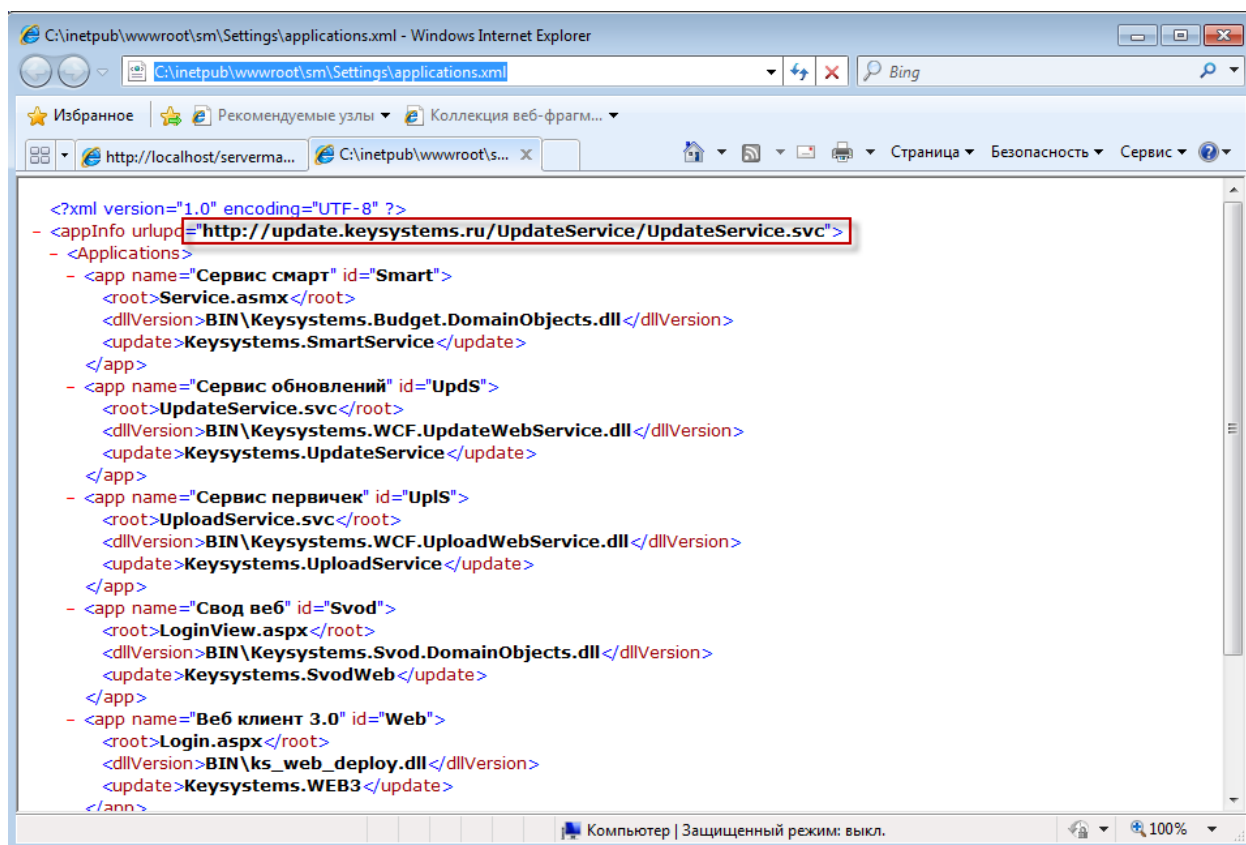 C:\inetpub\wwwroot\sm\Settings\applications.xml - Windows Internet Explorer
C:\inetpub\wwwroot\sm\Settings\applications.xml Bing
Избранное Рекомендуемые узлы Коллекция веб-фрагм...
http://localhost/serverma... C:\inetpub\wwwroot\s... x Страница Безопасность Сервис
<?xml version="1.0" encoding="UTF-8" ?>
- <appInfo urlupd="http://update.keysystems.ru/UpdateService/UpdateService.svc">
- <Applications>
- <app name="Сервис смарт" id="Smart">
<root>Service.asmx</root>
<dllVersion>BIN\Keysystems.Budget.DomainObjects.dll</dllVersion>
<update>Keysystems.SmartService</update>
</app>
- <app name="Сервис обновлений" id="UpdS">
<root>UpdateService.svc</root>
<dllVersion>BIN\Keysystems.WCF.UpdateWebService.dll</dllVersion>
<update>Keysystems.UpdateService</update>
</app>
- <app name="Сервис первичек" id="UplS">
<root>UploadService.svc</root>
<dllVersion>BIN\Keysystems.WCF.UploadWebService.dll</dllVersion>
<update>Keysystems.UploadService</update>
</app>
- <app name="Свод веб" id="Svod">
<root>LoginView.aspx</root>
<dllVersion>BIN\Keysystems.Svod.DomainObjects.dll</dllVersion>
<update>Keysystems.SvodWeb</update>
</app>
- <app name="Веб клиент 3.0" id="Web">
<root>Login.aspx</root>
<dllVersion>BIN\ks_web_deploy.dll</dllVersion>
<update>Keysystems.WEB3</update>
</app>
Компьютер | Защищенный режим: выкл. 100%